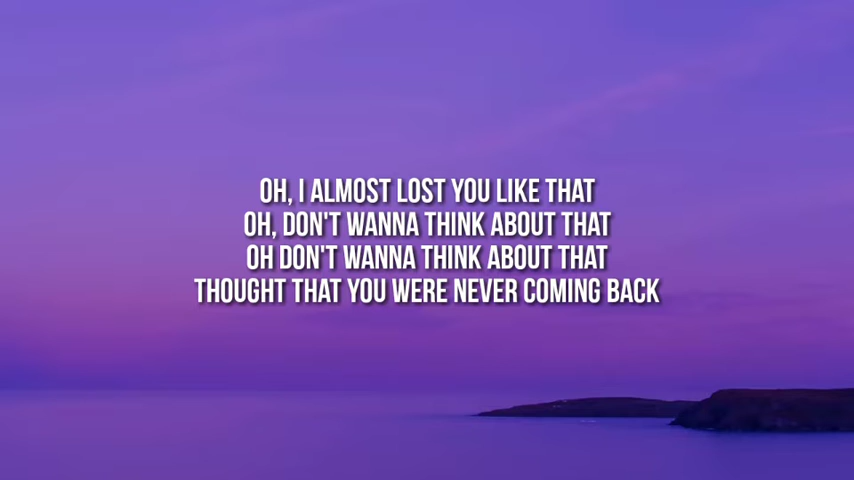 OH, I ALMOST LOST YOU LIKE THAT
OH, DON'T WANNA THINK ABOUT THAT
OH DON'T WANNA THINK ABOUT THAT
THOUGHT THAT YOU WERE NEVER COMING BACK